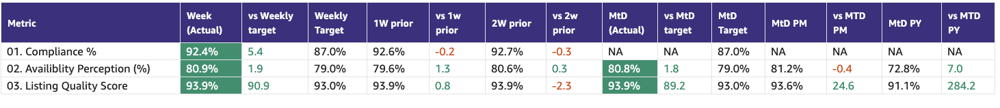 Metric Week (Actual) vs Weekly target Weekly Target 1W prior vs 1w prior 2W prior vs 2w prior MtD (Actual) vs MtD target MtD Target MtD PM vs MTD PM MtD PY vs MTD PY
01. Compliance % 92.4% 5.4 87.0% 92.6% -0.2 92.7% -0.3 NA NA 87.0% NA NA NA NA
02. Availiblity Perception (%) 80.9% 1.9 79.0% 79.6% 1.3 80.6% 0.3 80.8% 1.8 79.0% 81.2% -0.4 72.8% 7.0
03. Listing Quality Score 93.9% 90.9 93.0% 93.9% 0.8 93.9% -2.3 93.9% 89.2 93.0% 93.6% 24.6 91.1% 284.2